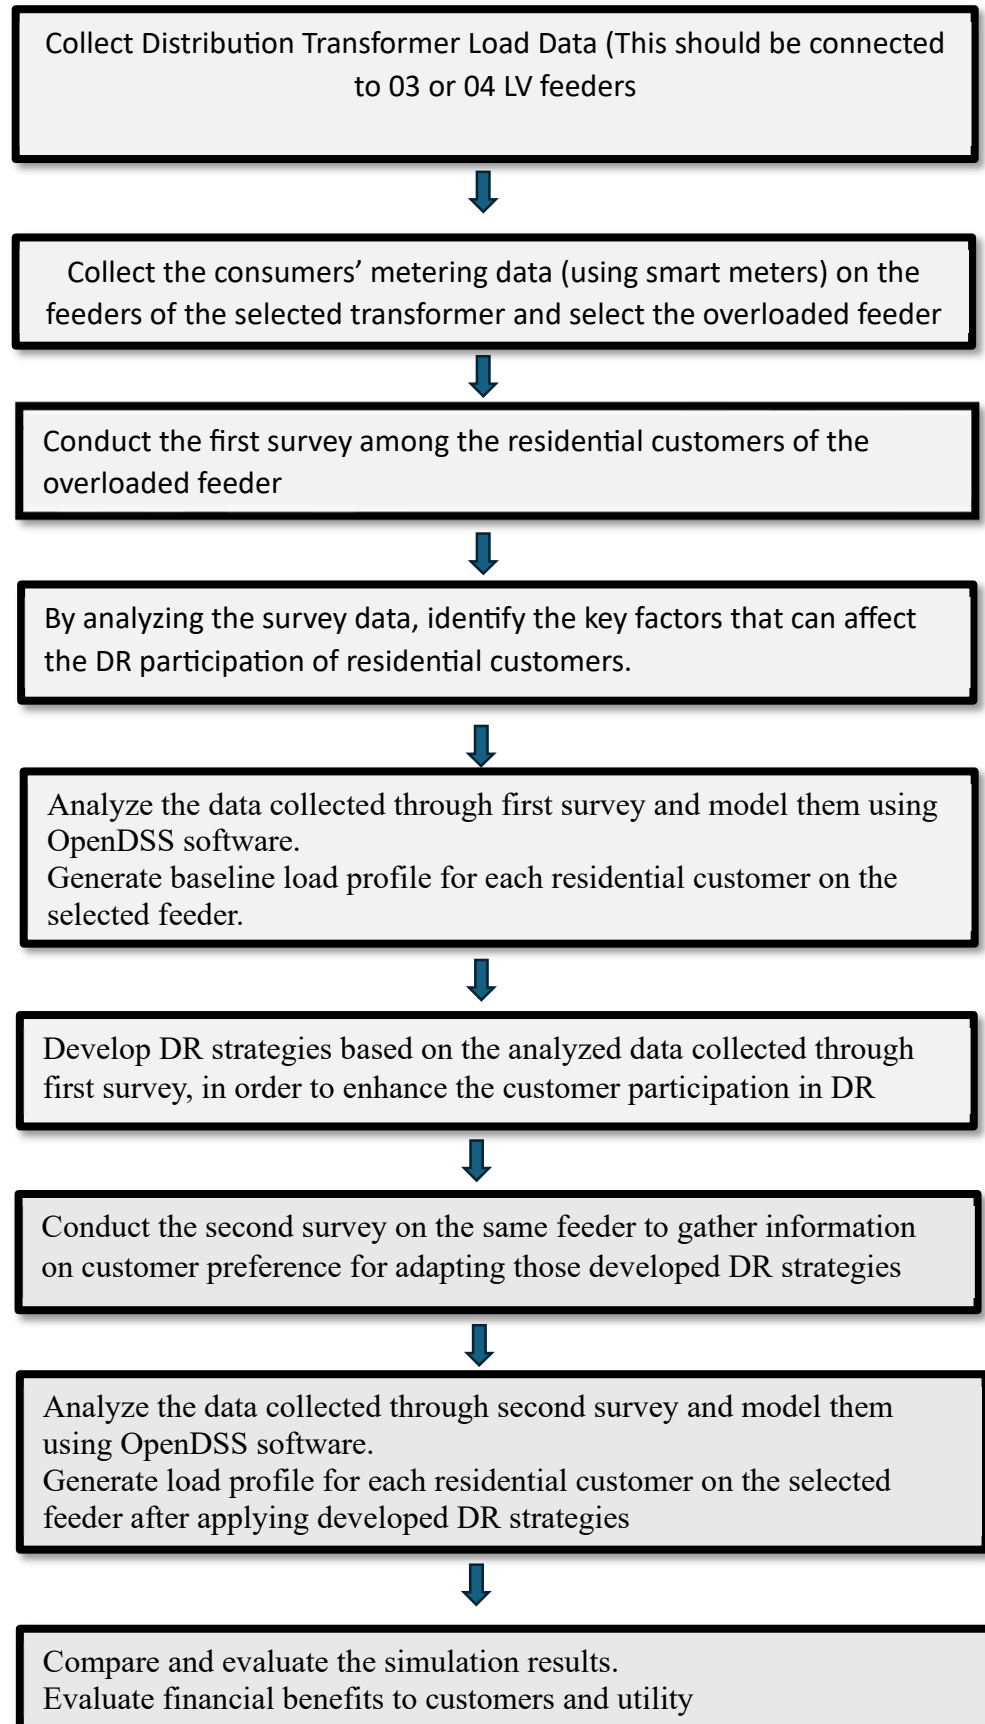 Collect Distribution Transformer Load Data (This should be connected
to 03 or 04 LV feeders
Collect the consumers’ metering data (using smart meters) on the
feeders of the selected transformer and select the overloaded feeder
Conduct the first survey among the residential customers of the
overloaded feeder
By analyzing the survey data, identify the key factors that can affect
the DR participation of residential customers.
Analyze the data collected through first survey and model them using
OpenDSS software.
Generate baseline load profile for each residential customer on the
selected feeder.
Develop DR strategies based on the analyzed data collected through
first survey, in order to enhance the customer participation in DR
Conduct the second survey on the same feeder to gather information
on customer preference for adapting those developed DR strategies
Analyze the data collected through second survey and model them
using OpenDSS software.
Generate load profile for each residential customer on the selected
feeder after applying developed DR strategies
Compare and evaluate the simulation results.
Evaluate financial benefits to customers and utility